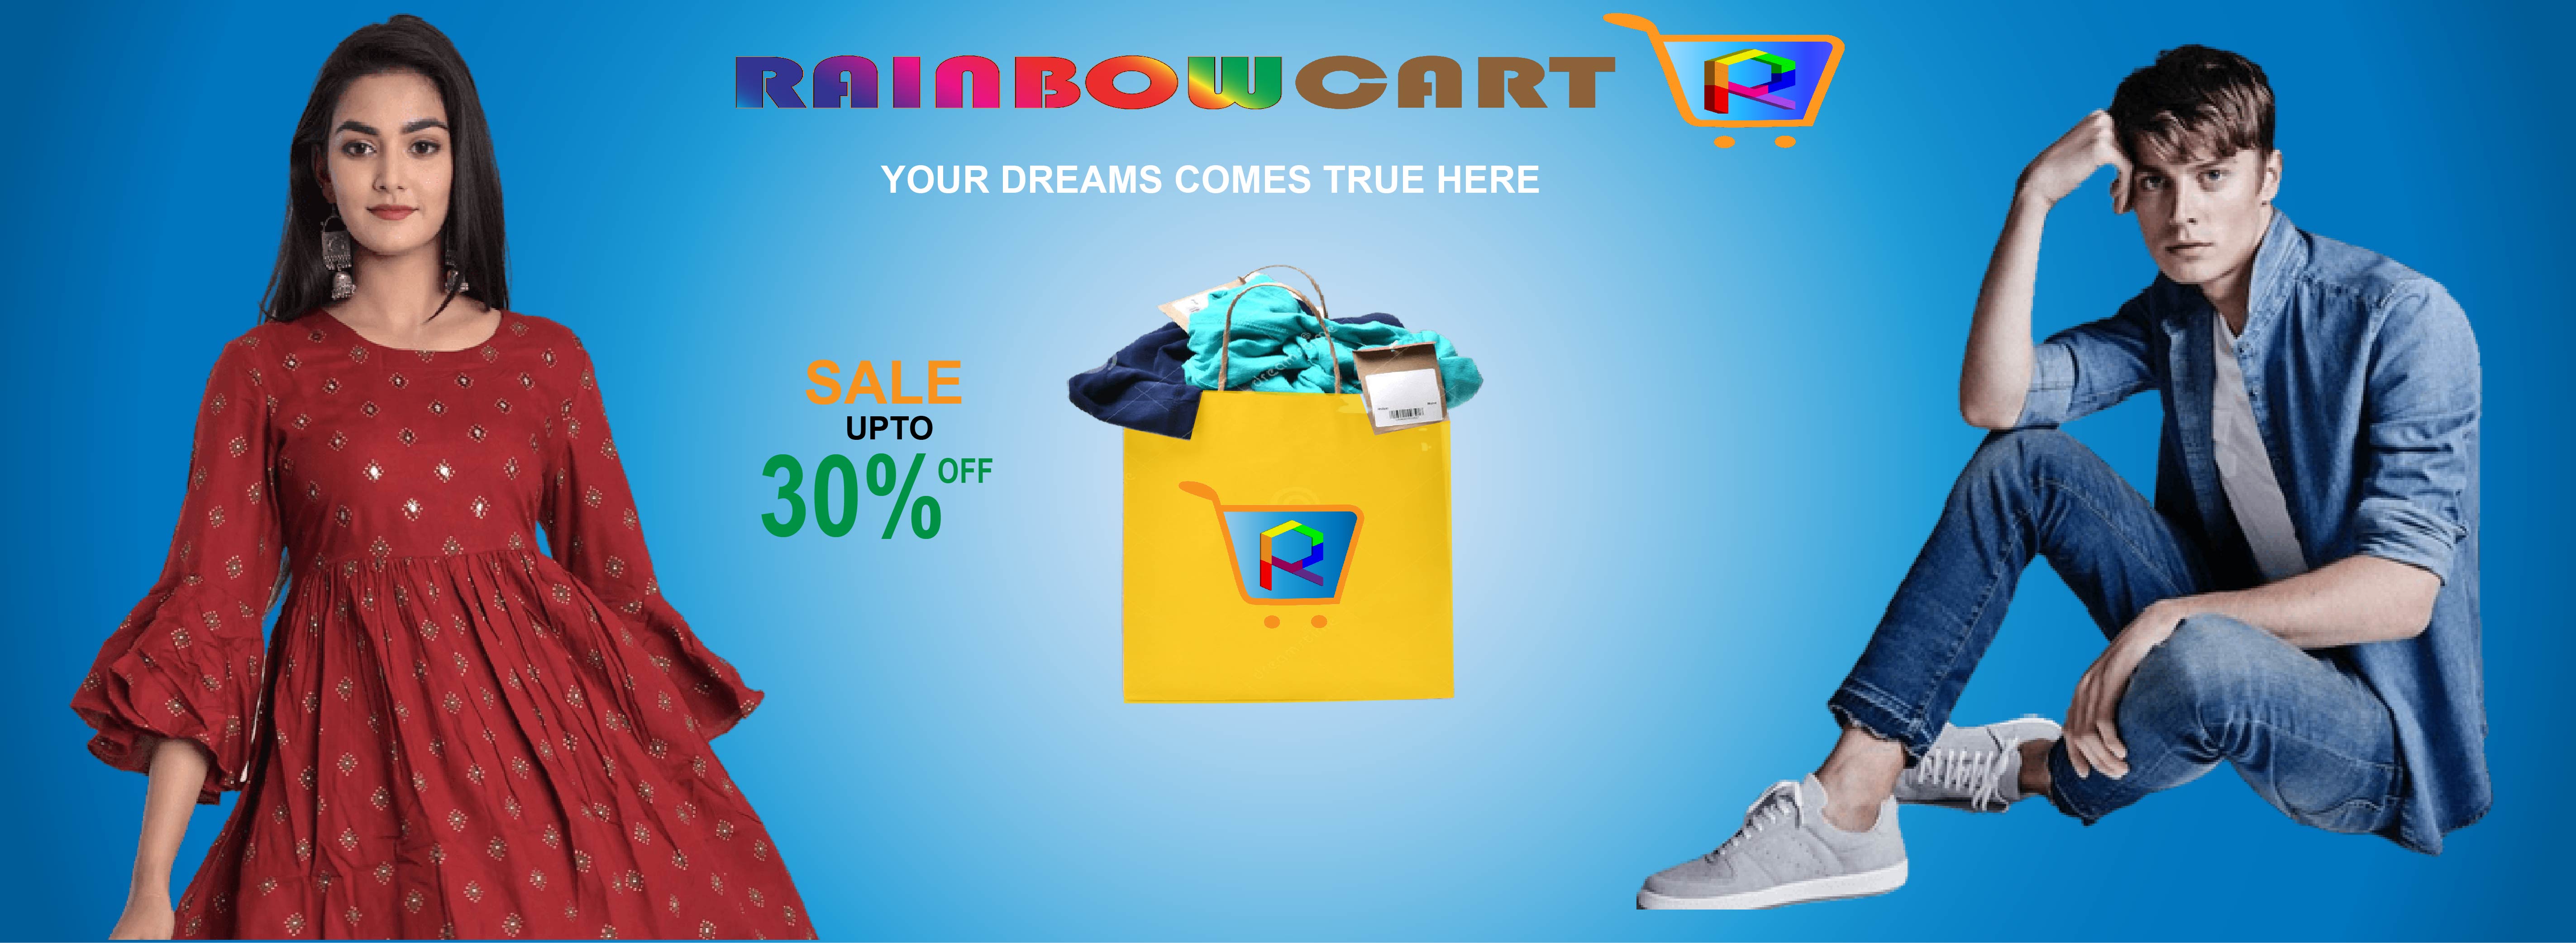 RAINBOWCART R
YOUR DREAMS COMES TRUE HERE
SALE
UPTO
30% OFF
R